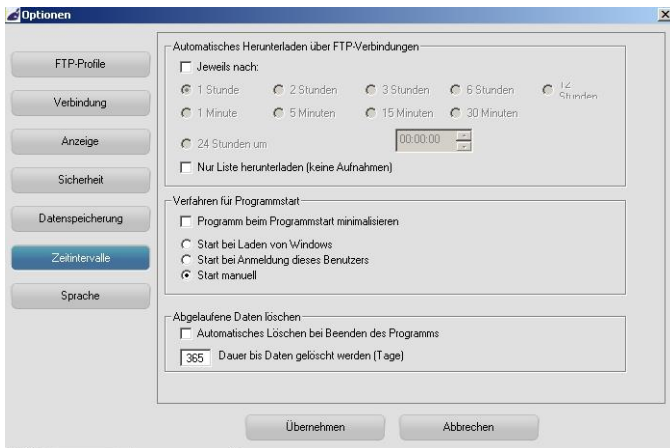 Optionen
FTP-Profile
Verbindung
Anzeige
Sicherheit
Datenspeicherung
Zeitintervalle
Sprache
Automatisches Herunterladen über FTP-Verbindungen
Jeweils nach:
1 Stunde 2 Stunden 3 Stunden 6 Stunden 12 Stunden
1 Minute 5 Minuten 15 Minuten 30 Minuten
24 Stunden um 00:00:00
Nur Liste herunterladen (keine Aufnahmen)
Verfahren für Programmstart
Programm beim Programmstart minimalisieren
Start bei Laden von Windows
Start bei Anmeldung dieses Benutzers
Start manuell
Abgelaufene Daten löschen
Automatisches Löschen bei Beenden des Programms
365 Dauer bis Daten gelöscht werden (Tage)
Übernehmen Abbrechen